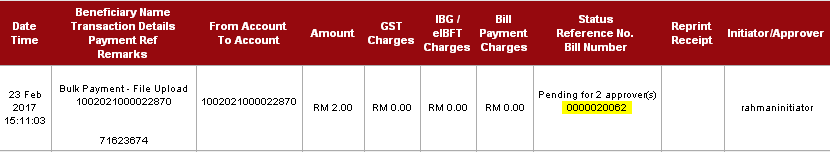 Date
Time
Beneficiary Name
Transaction Details
Payment Ref
Remarks
From Account
To Account
Amount
GST
Charges
IBG /
eIBFT
Charges
Bill
Payment
Charges
Status
Reference No.
Bill Number
Reprint
Receipt
Initiator/Approver
23 Feb
2017
15:11:03
Bulk Payment - File Upload
1002021000022870
71623674
1002021000022870
RM 2.00
RM 0.00
RM 0.00
RM 0.00
Pending for 2 approver(s)
0000020062
rahmaninitiator